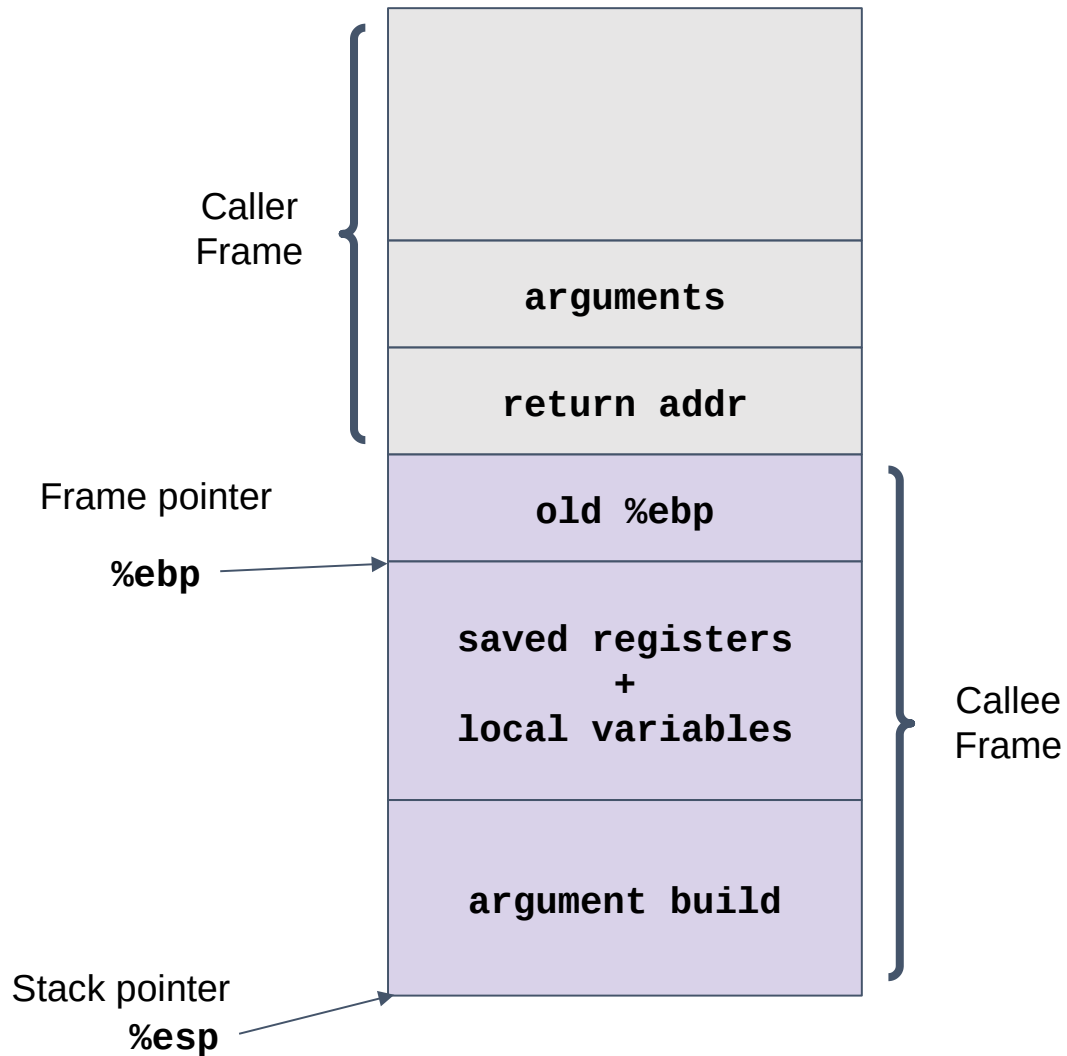 Caller
Frame
arguments
return addr
Frame pointer
old %ebp
%ebp
saved registers
+
local variables
Callee
Frame
argument build
Stack pointer
%esp